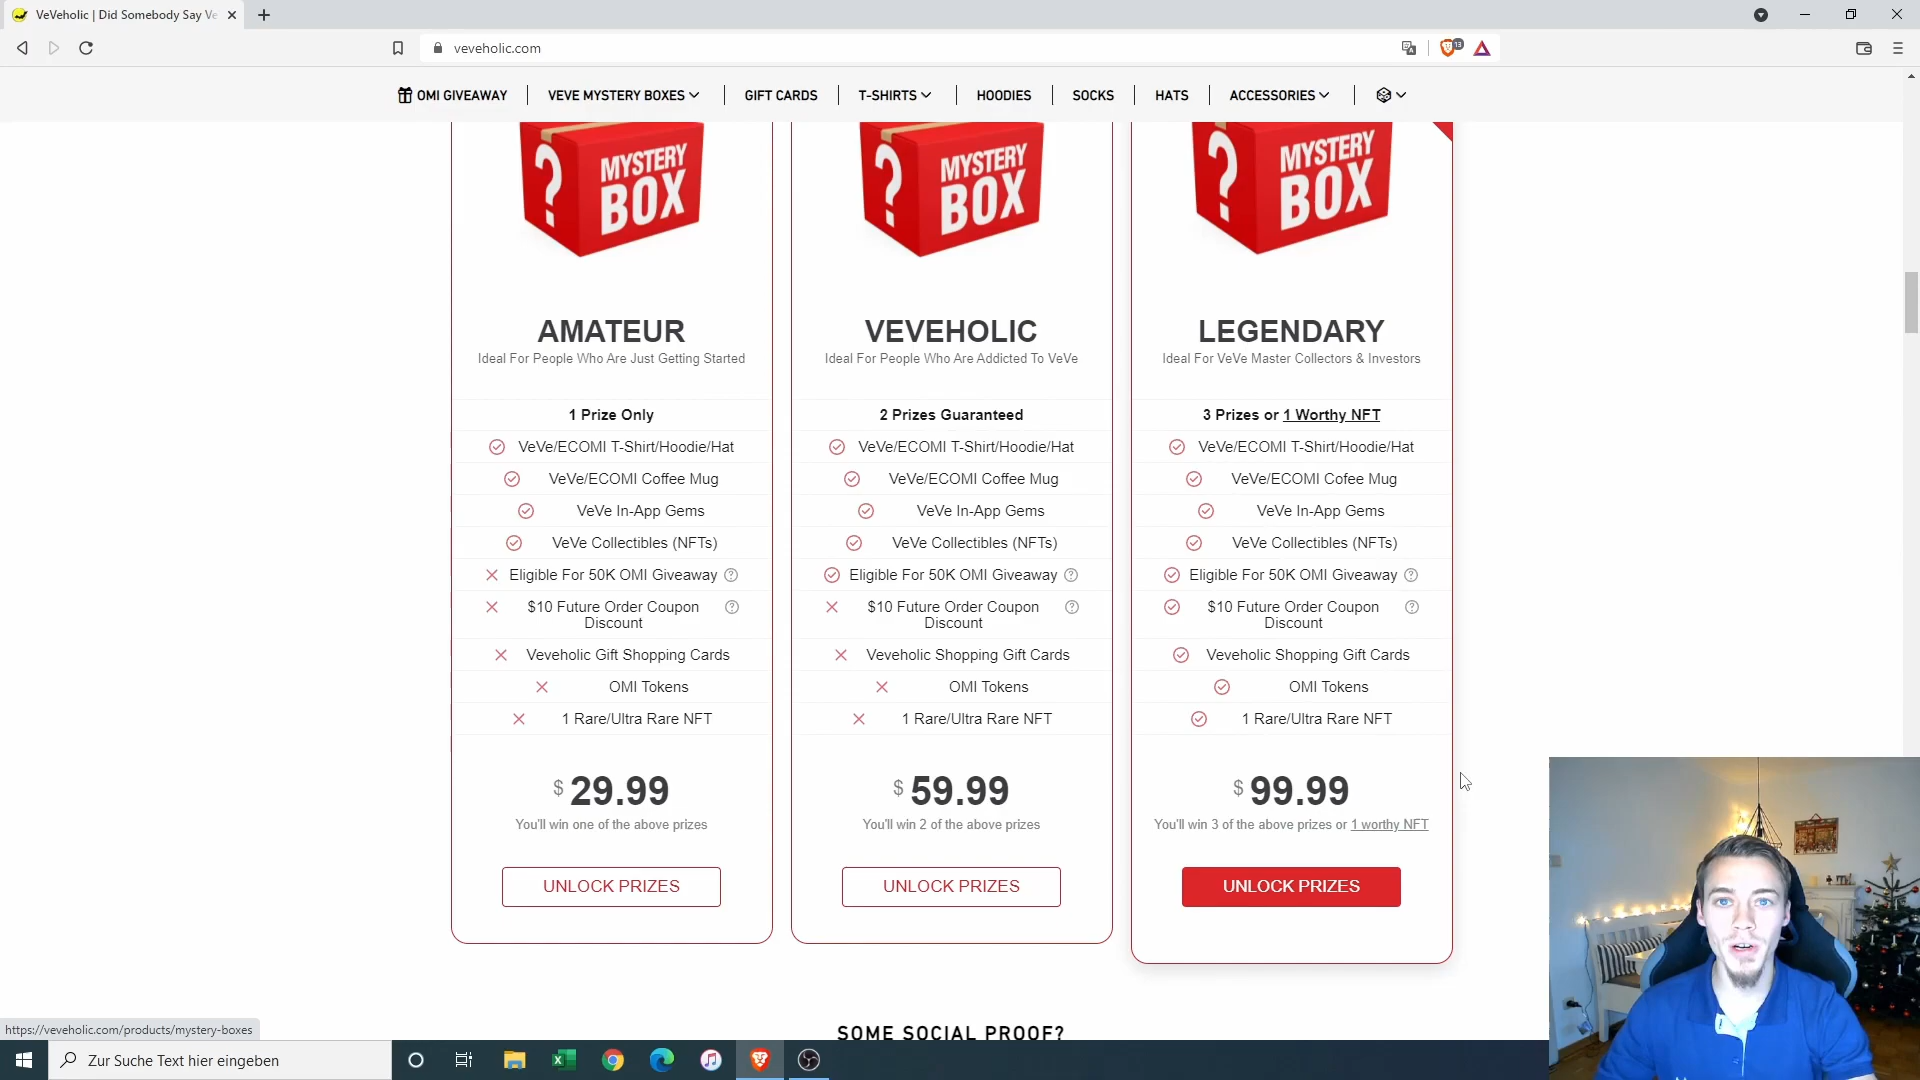 VeVeholic | Did Somebody Say Ve
veveholic.com
13
OMI GIVEAWAY
VEVE MYSTERY BOXES
GIFT CARDS
T-SHIRTS
HOODIES
SOCKS
HATS
ACCESSORIES
? MYSTERY
BOX
AMATEUR
Ideal For People Who Are Just Getting Started
1 Prize Only
VeVe/ECOMI T-Shirt/Hoodie/Hat
VeVe/ECOMI Coffee Mug
VeVe In-App Gems
VeVe Collectibles (NFTs)
Eligible For 50K OMI Giveaway ?
$10 Future Order Coupon ?
Discount
Veveholic Gift Shopping Cards
OMI Tokens
1 Rare/Ultra Rare NFT
$ 29.99
You'll win one of the above prizes
UNLOCK PRIZES
? MYSTERY
BOX
VEVEHOLIC
Ideal For People Who Are Addicted To VeVe
2 Prizes Guaranteed
VeVe/ECOMI T-Shirt/Hoodie/Hat
VeVe/ECOMI Coffee Mug
VeVe In-App Gems
VeVe Collectibles (NFTs)
Eligible For 50K OMI Giveaway ?
$10 Future Order Coupon ?
Discount
Veveholic Shopping Gift Cards
OMI Tokens
1 Rare/Ultra Rare NFT
$ 59.99
You'll win 2 of the above prizes
UNLOCK PRIZES
? MYSTERY
BOX
LEGENDARY
Ideal For VeVe Master Collectors & Investors
3 Prizes or 1 Worthy NFT
VeVe/ECOMI T-Shirt/Hoodie/Hat
VeVe/ECOMI Cofee Mug
VeVe In-App Gems
VeVe Collectibles (NFTs)
Eligible For 50K OMI Giveaway ?
$10 Future Order Coupon ?
Discount
Veveholic Shopping Gift Cards
OMI Tokens
1 Rare/Ultra Rare NFT
$ 99.99
You'll win 3 of the above prizes or 1 worthy NFT
UNLOCK PRIZES
SOME SOCIAL PROOF?
https://veveholic.com/products/mystery-boxes
Zur Suche Text hier eingeben